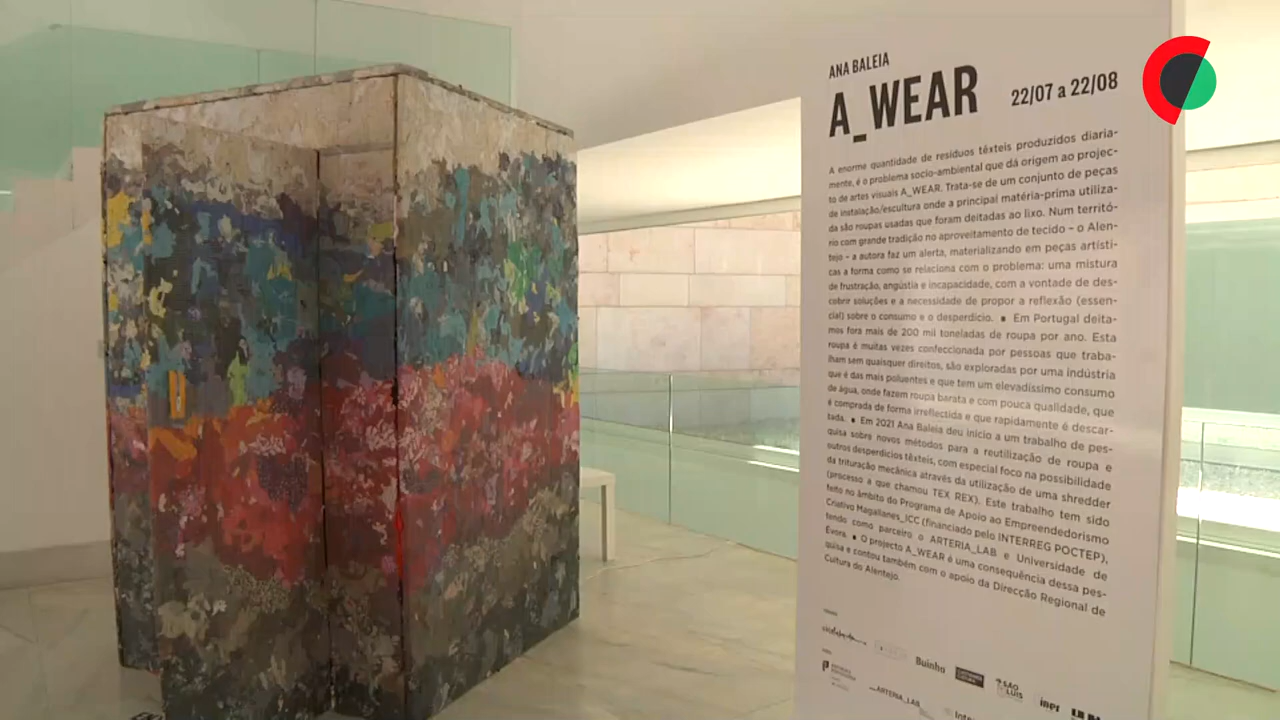 ANA BALEIA
A_WEAR
22/07 a 22/08
A enorme quantidade de resíduos têxteis produzidos diaria-
mente, é o problema socio-ambiental que dá origem ao projec-
to de artes visuais A_WEAR. Trata-se de um conjunto de peças
de instalação/escultura onde a principal matéria-prima utiliza-
da são roupas usadas que foram deitadas ao lixo. Num territó-
rio com grande tradição no aproveitamento de tecido – o Alen-
tejo – a autora faz um alerta, materializando em peças artísti-
cas a forma como se relaciona com o problema: uma mistura
de frustração, angústia e incapacidade, com a vontade de des-
cobrir soluções e a necessidade de propor a reflexão (essen-
cial) sobre o consumo e o desperdício. • Em Portugal deita-
mos fora mais de 200 mil toneladas de roupa por ano. Esta
roupa é muitas vezes confeccionada por pessoas que traba-
lham sem quaisquer direitos, são exploradas por uma indústria
que é das mais poluentes e que tem um elevadíssimo consumo
de água, onde fazem roupa barata e com pouca qualidade, que
é comprada de forma irreflectida e que rapidamente é descar-
tada. • Em 2021 Ana Baleia deu início a um trabalho de pes-
quisa sobre novos métodos para a reutilização de roupa e
outros desperdícios têxteis, com especial foco na possibilidade
da trituração mecânica através da utilização de uma shredder
(processo a que chamou TEX REX). Este trabalho tem sido
feito no âmbito do Programa de Apoio ao Empreendedorismo
Criativo Magallanes_ICC (financiado pelo INTERREG POCTEP),
tendo como parceiro o ARTERIA_LAB e Universidade de
Évora. • O projecto A_WEAR é uma consequência dessa pes-
quisa e contou também com o apoio da Direcção Regional de
Cultura do Alentejo.
Buinho
SÃO LUÍS
ARTERIA_LAB